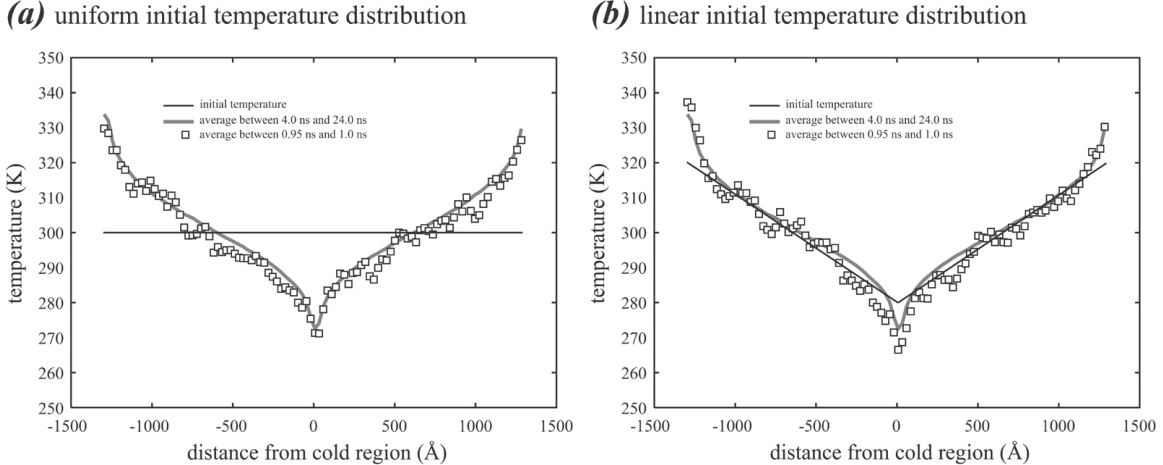 (a) uniform initial temperature distribution
350
340
330
320
310
300
290
280
270
260
250
temperature (K)
initial temperature
average between 4.0 ns and 24.0 ns
average between 0.95 ns and 1.0 ns
-1500 -1000 -500 0 500 1000 1500
distance from cold region (Å)
(b) linear initial temperature distribution
350
340
330
320
310
300
290
280
270
260
250
temperature (K)
initial temperature
average between 4.0 ns and 24.0 ns
average between 0.95 ns and 1.0 ns
-1500 -1000 -500 0 500 1000 1500
distance from cold region (Å)